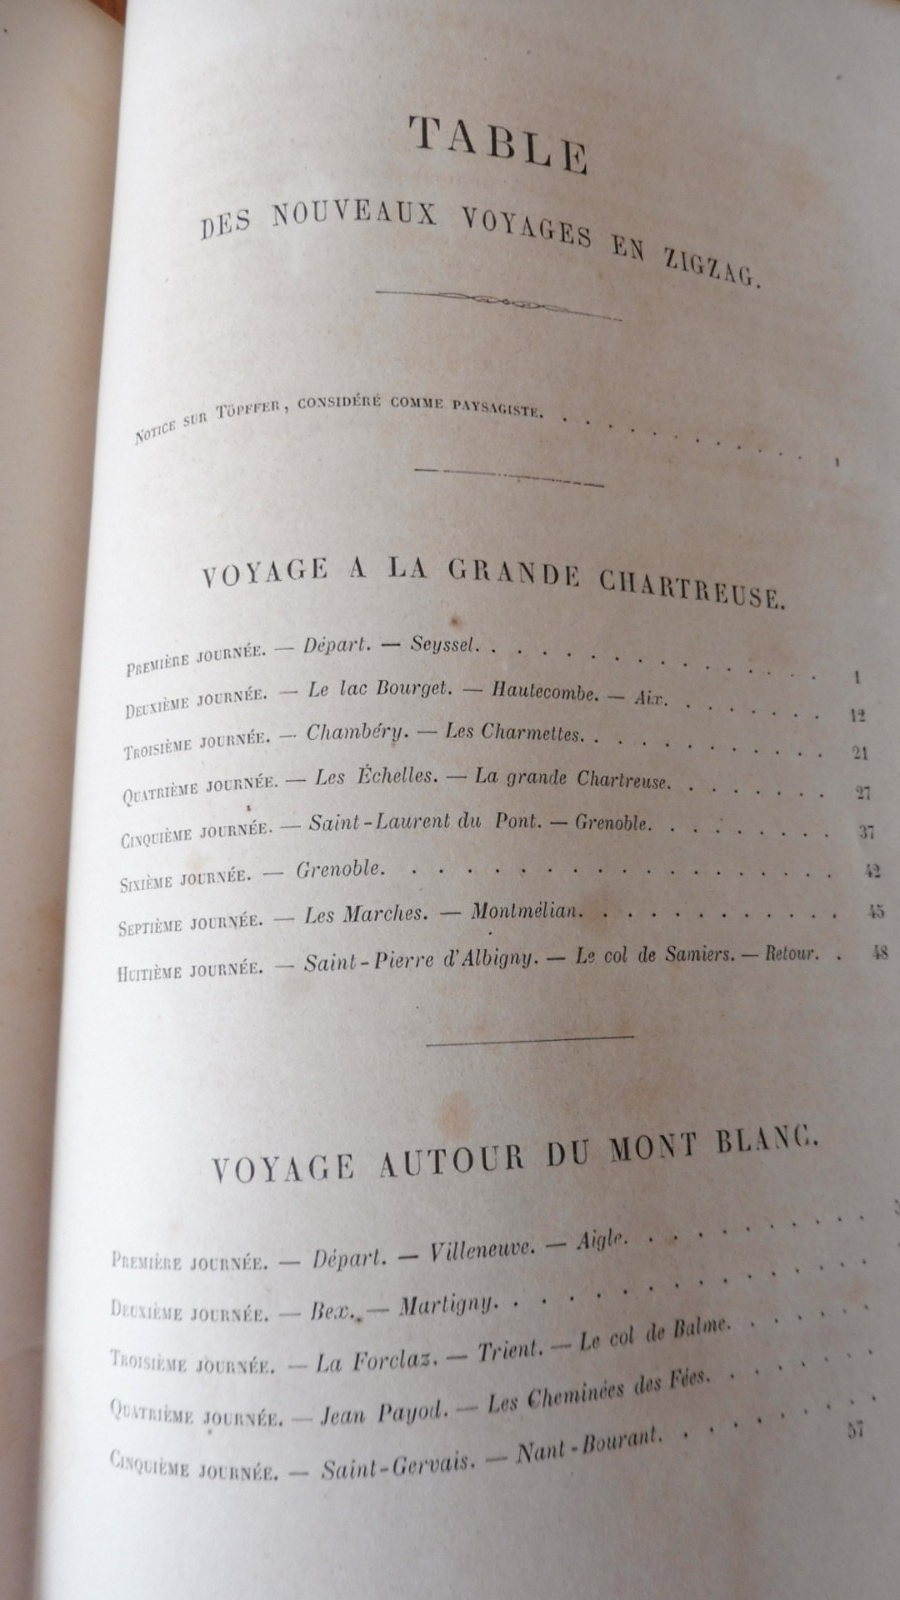 TABLE
DES NOUVEAUX VOYAGES EN ZIGZAG.
NOTICE SUR TÖPFFER, CONSIDÉRÉ COMME PAYSAGISTE. . . . . . . . . . . . . I
VOYAGE A LA GRANDE CHARTREUSE.
PREMIÈRE JOURNÉE. — Départ. — Seyssel. . . . . . . . . . . . . . . 1
DEUXIÈME JOURNÉE. — Le lac Bourget. — Hautecombe. — Aix. . . . . . . . 12
TROISIÈME JOURNÉE. — Chambéry. — Les Charmettes. . . . . . . . . . . 21
QUATRIÈME JOURNÉE. — Les Échelles. — La grande Chartreuse. . . . . . . . 27
CINQUIÈME JOURNÉE. — Saint-Laurent du Pont. — Grenoble. . . . . . . . . 37
SIXIÈME JOURNÉE. — Grenoble. . . . . . . . . . . . . . . . . 42
SEPTIÈME JOURNÉE. — Les Marches. — Montmélian. . . . . . . . . . . 45
HUITIÈME JOURNÉE. — Saint-Pierre d'Albigny. — Le col de Samiers. — Retour. . 48
VOYAGE AUTOUR DU MONT BLANC.
PREMIÈRE JOURNÉE. — Départ. — Villeneuve. — Aigle. . . . . . . . . . .
DEUXIÈME JOURNÉE. — Bex. — Martigny. . . . . . . . . . . . . .
TROISIÈME JOURNÉE. — La Forclaz. — Trient. — Le col de Balme. . . . . . .
QUATRIÈME JOURNÉE. — Jean Payod. — Les Cheminées des Fées. . . . . . . .
CINQUIÈME JOURNÉE. — Saint-Gervais. — Nant-Bourant. . . . . . . . .
57